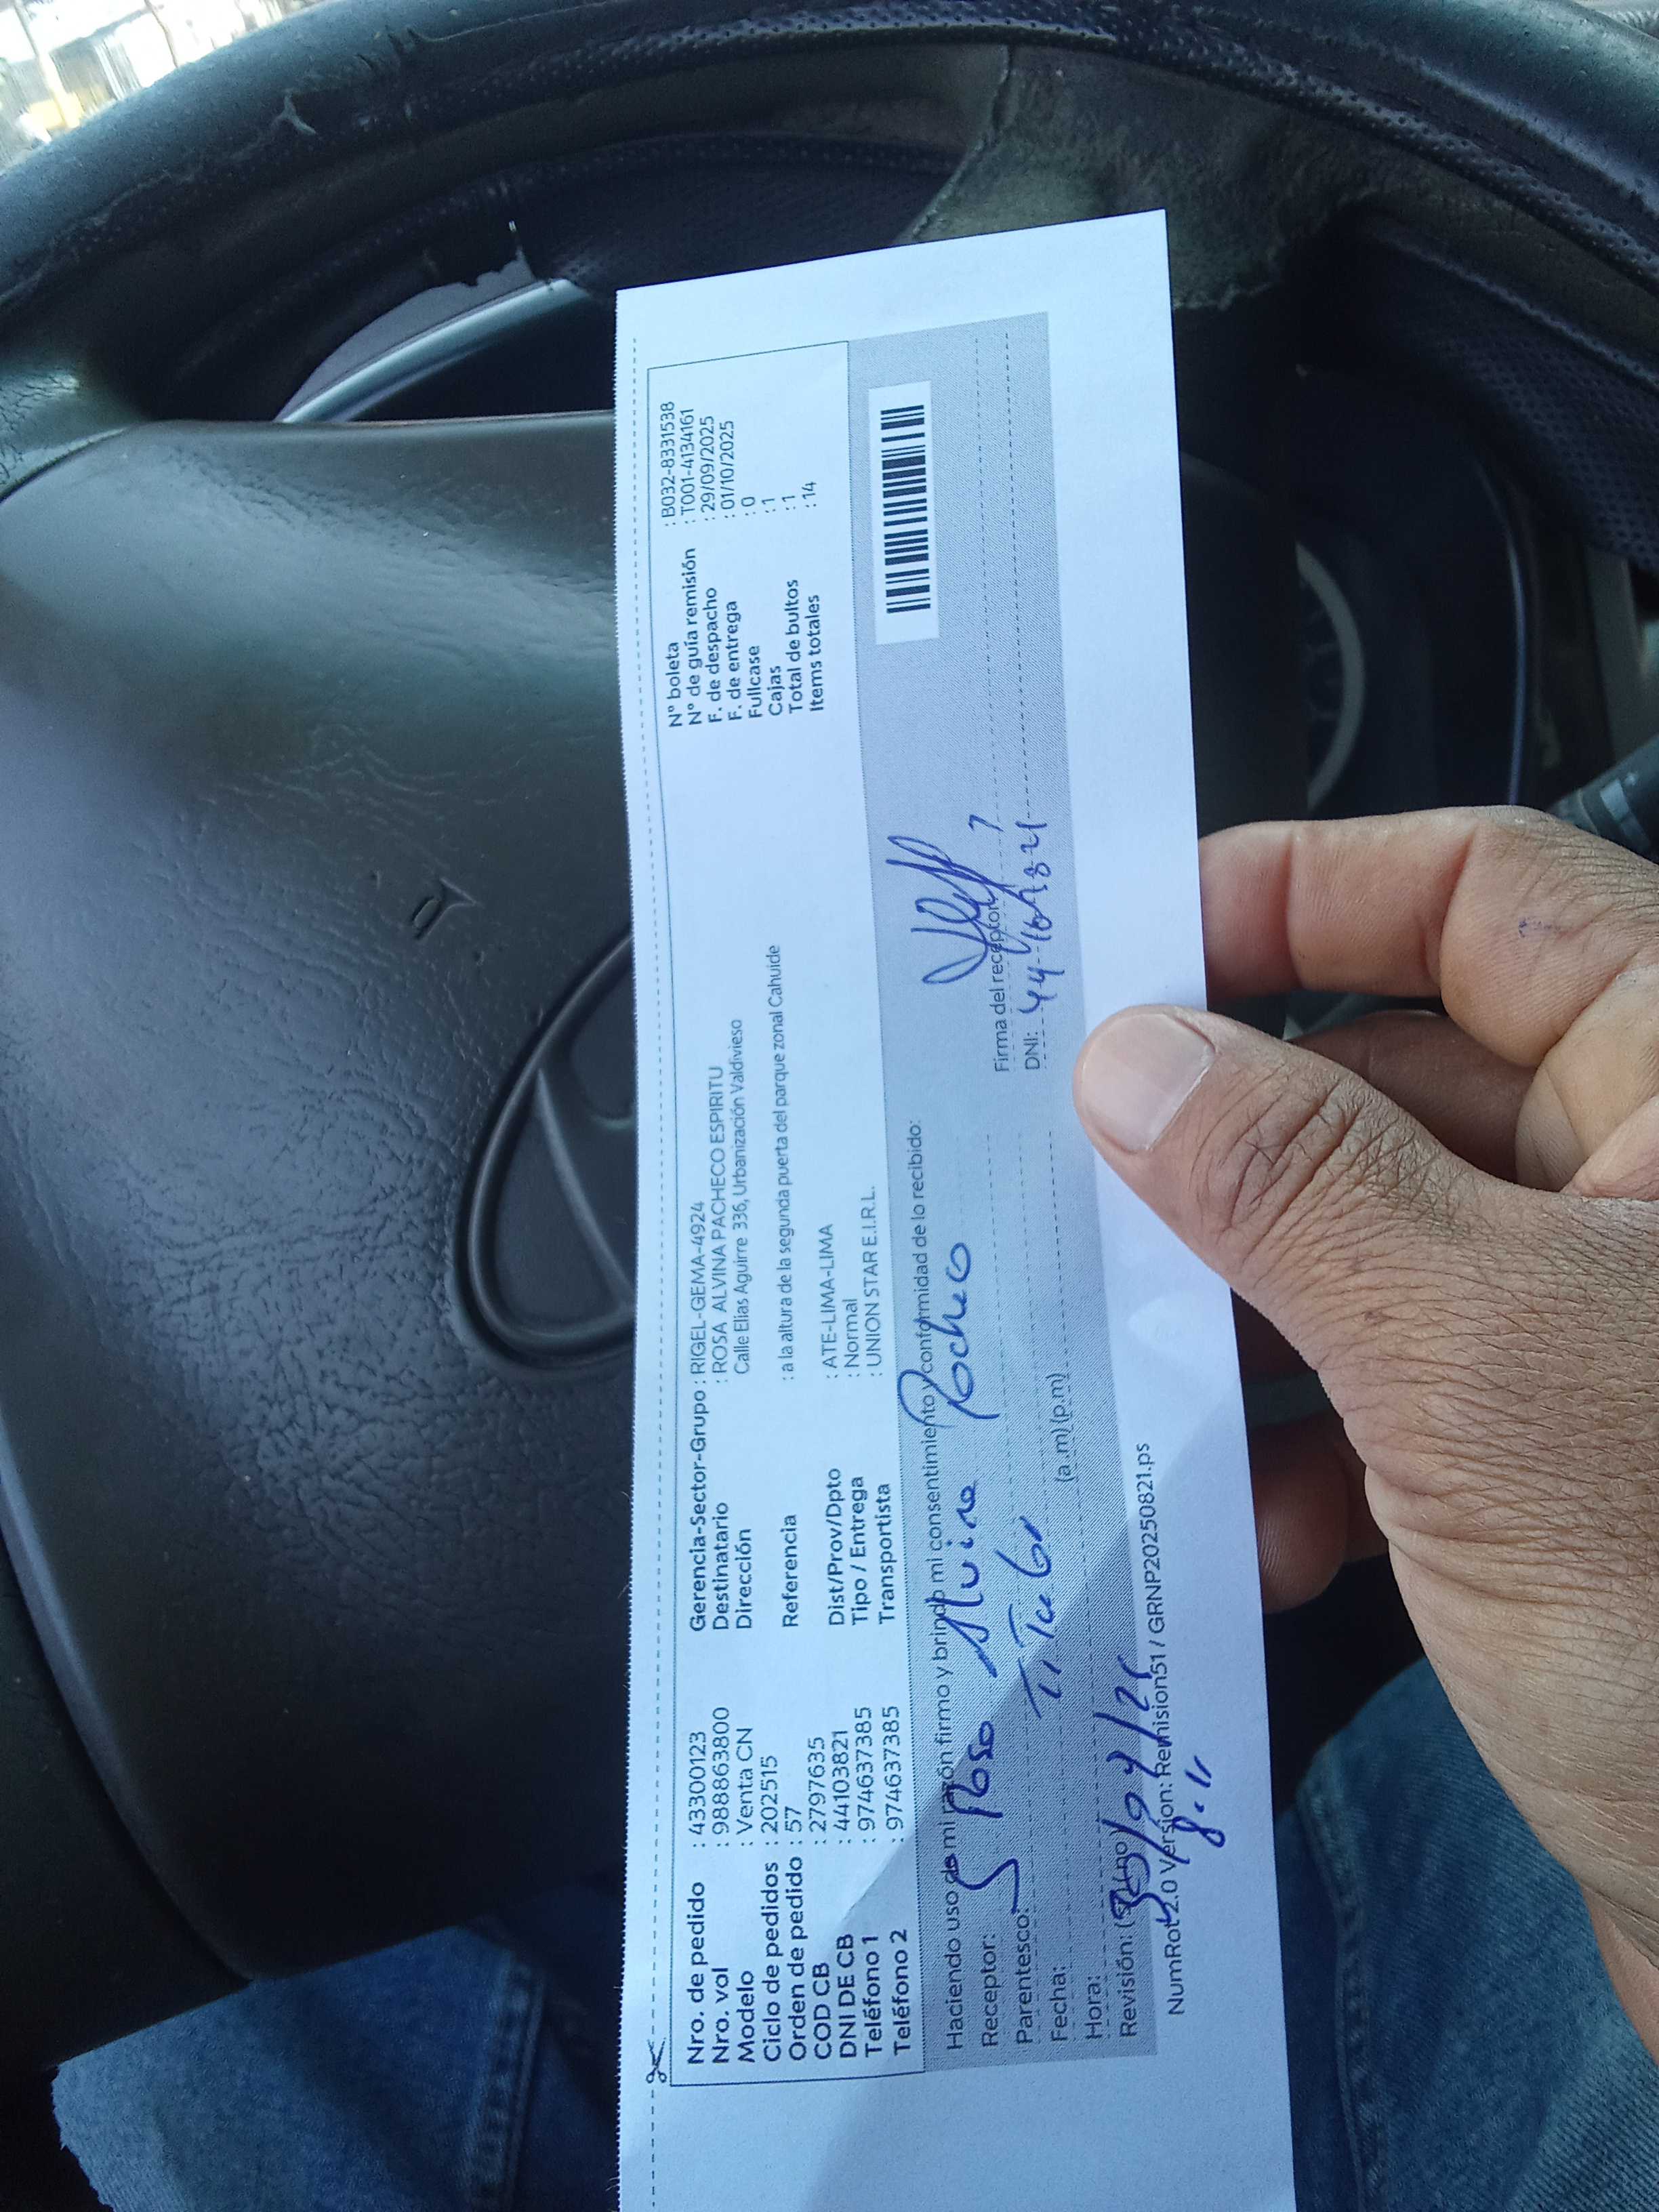 Nro. de pedido : 43300123
Nro. vol : 988863800
Modelo : Venta CN
Ciclo de pedidos : 202515
Orden de pedido : 57
COD CB : 2797635
DNI DE CB : 44103821
Teléfono 1 : 974637385
Teléfono 2 : 974637385
Gerencia-Sector-Grupo : RIGEL-GEMA-4924
Destinatario : ROSA ALVINA PACHECO ESPIRITU
Dirección Calle Elias Aguirre 336, Urbanización Valdivieso
Referencia : a la altura de la segunda puerta del parque zonal Cahuide
Dist/Prov/Dpto : ATE-LIMA-LIMA
Tipo / Entrega : Normal
Transportista : UNION STAR E.I.R.L.
N° boleta : B032-8331538
N° de guía remisión : T001-4134161
F. de despacho : 29/09/2025
F. de entrega : 01/10/2025
Fullcase : 0
Cajas : 1
Total de bultos : 1
Items totales : 14
Haciendo uso de mi razón firmo y brindo mi consentimiento y conformidad de lo recibido:
Receptor: Rosa Alvina Pacheco
Parentesco: Titular
Fecha:
Hora: (a.m) (p.m)
Revisión:
Firma del receptor
DNI:
NumRot 2.0 Version: Remision51 / GRNP20250821.ps